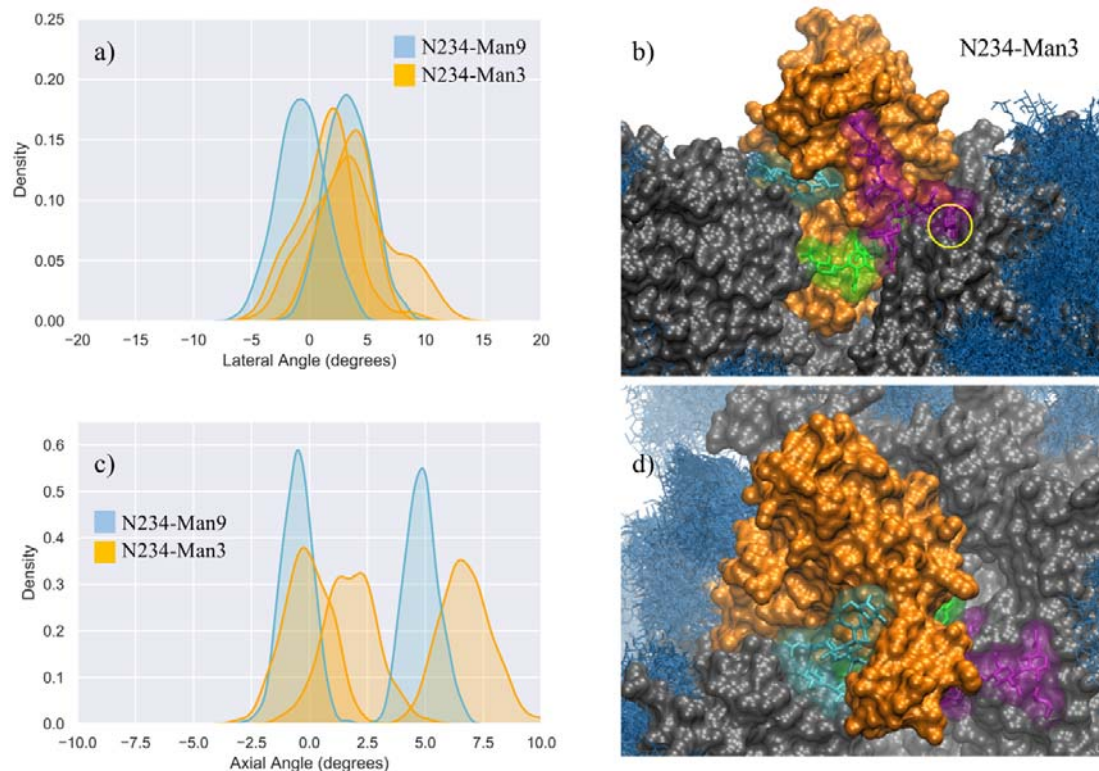 a)
N234-Man9
N234-Man3
0.25
0.20
0.15
0.10
0.05
0.00
Density
−20 −15 −10 −5 0 5 10 15 20
Lateral Angle (degrees)
b)
N234-Man3
c)
N234-Man9
N234-Man3
0.6
0.5
0.4
0.3
0.2
0.1
0.0
Density
−10.0 −7.5 −5.0 −2.5 0.0 2.5 5.0 7.5 10.0
Axial Angle (degrees)
d)